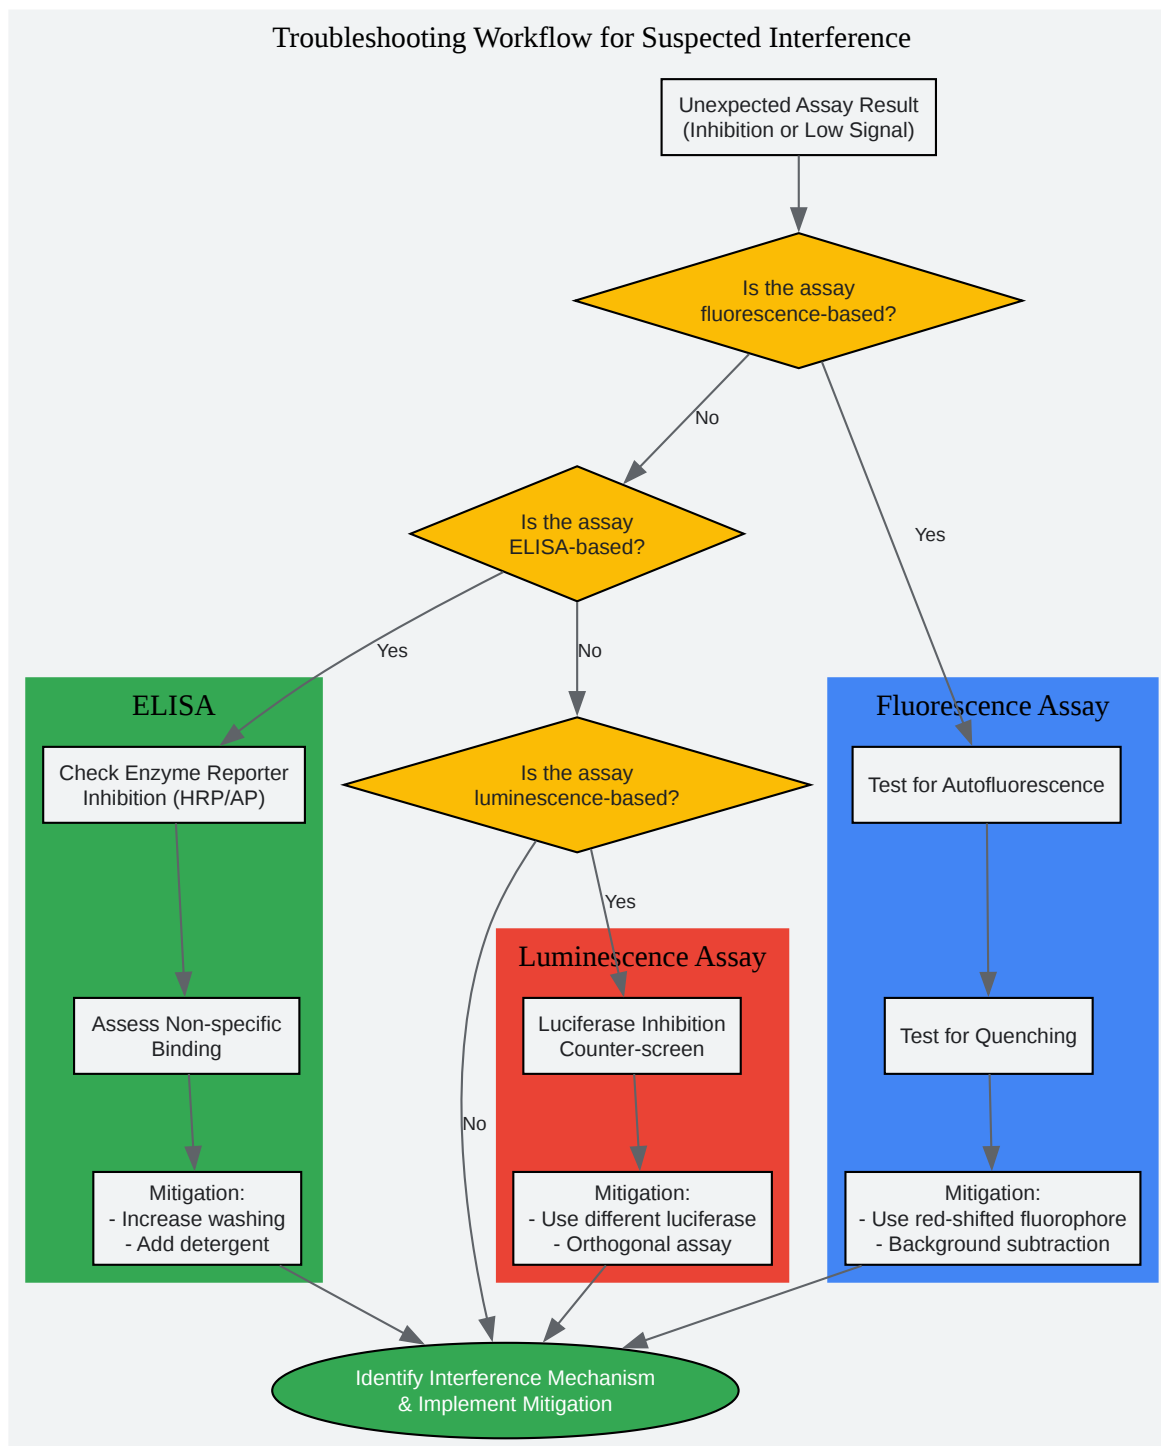 Troubleshooting Workflow for Suspected Interference
Unexpected Assay Result
(Inhibition or Low Signal)
Is the assay
fluorescence-based?
No
Yes
Is the assay
ELISA-based?
Yes
No
ELISA
Check Enzyme Reporter
Inhibition (HRP/AP)
Assess Non-specific
Binding
Mitigation:
- Increase washing
- Add detergent
Is the assay
luminescence-based?
Yes
No
Luminescence Assay
Luciferase Inhibition
Counter-screen
Mitigation:
- Use different luciferase
- Orthogonal assay
Fluorescence Assay
Test for Autofluorescence
Test for Quenching
Mitigation:
- Use red-shifted fluorophore
- Background subtraction
Identify Interference Mechanism
& Implement Mitigation